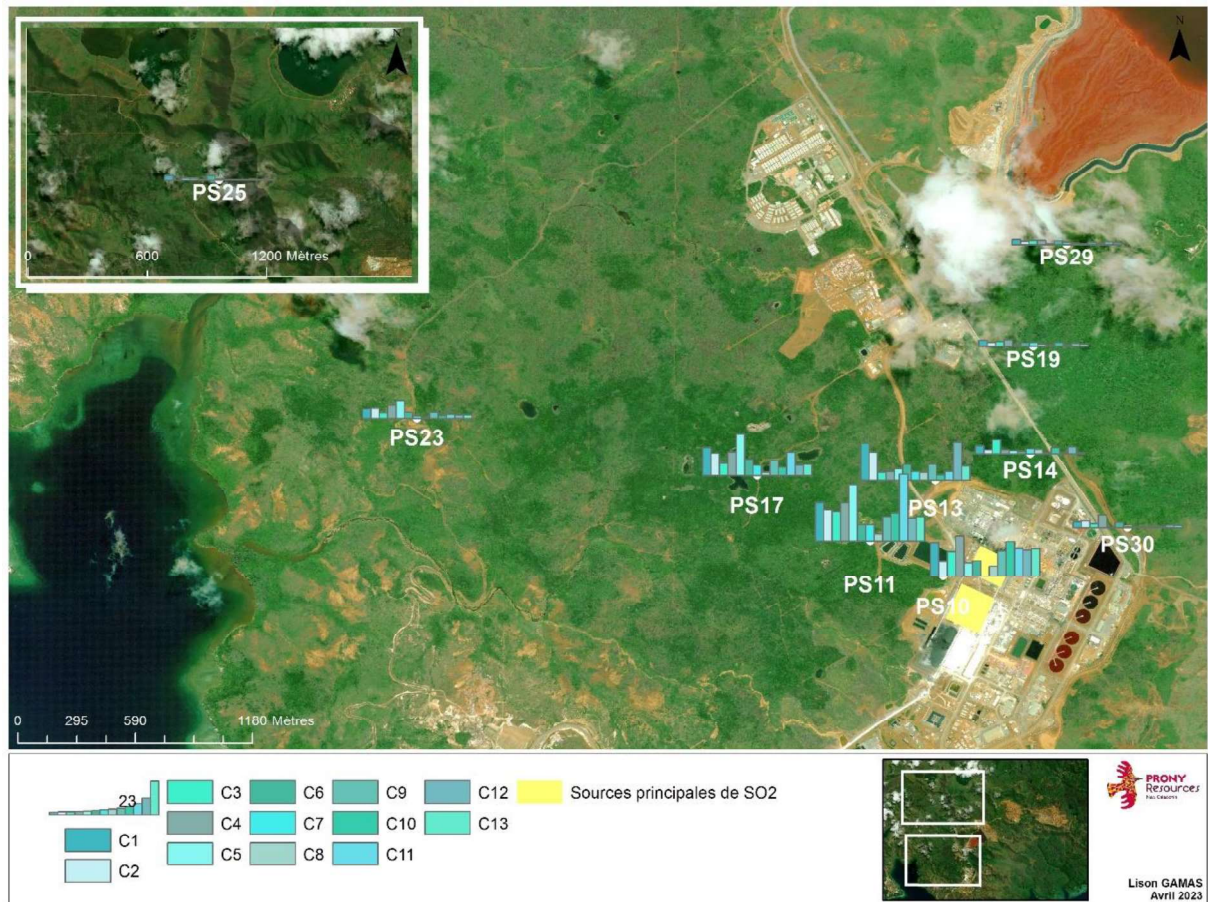 N
N
PS25
0
600
1200 Mètres
PS29
PS19
PS23
PS14
PS17
PS13
PS30
PS11
PS10
0
295
590
1180 Mètres
23
C1
C2
C3
C4
C5
C6
C7
C8
C9
C10
C11
C12
C13
Sources principales de SO2
PRONY
Resources
Lison GAMAS
Avril 2023